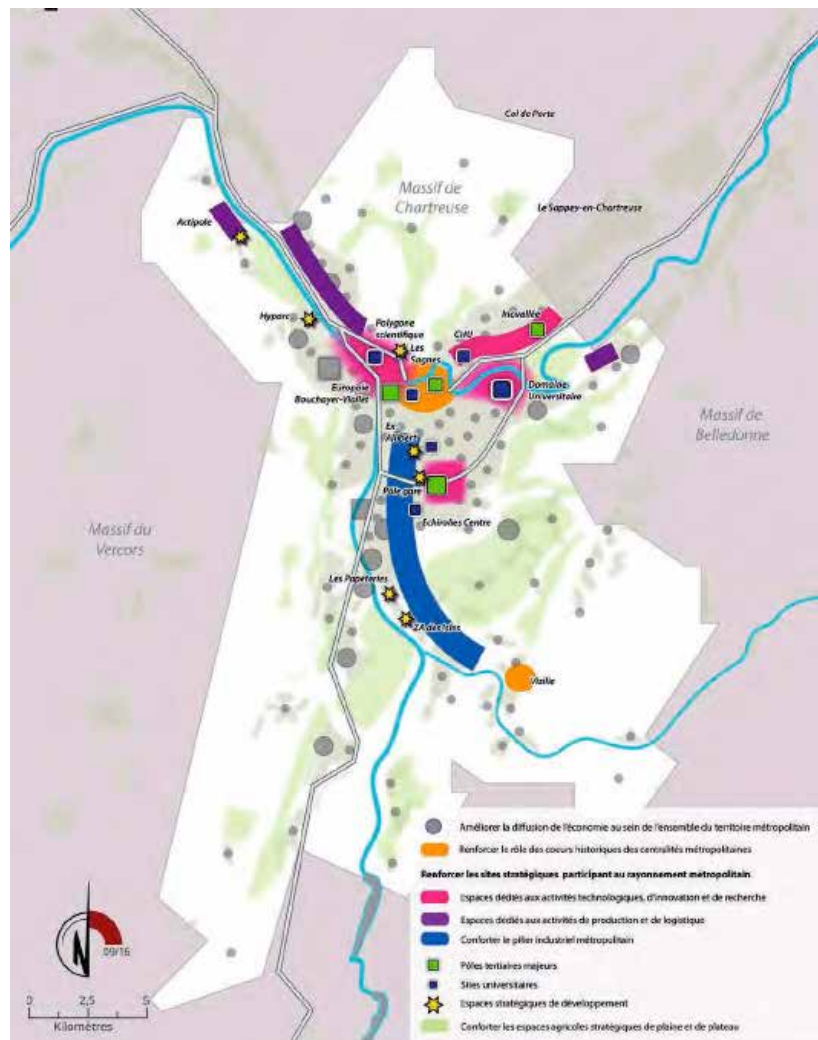 Col de Porte
Massif de
Chartreuse
Le Sappey-en-Chartreuse
Actipole
Hyparc
Polygone
scientifique
Les
Sagnes
CHU
Inovallée
Europole
Bouchayer-Viallet
Domaine
Universitaire
Massif de
Belledonne
Ex
Allibert
Pôle gare
Echirolles Centre
Massif du
Vercors
Les Papeteries
ZA des Isles
Vizille
Améliorer la diffusion de l'économie au sein de l'ensemble du territoire métropolitain
Renforcer le rôle des coeurs historiques des centralités métropolitaines
Renforcer les sites stratégiques participant au rayonnement métropolitain
Espaces dédiés aux activités technologiques, d'innovation et de recherche
Espaces dédiés aux activités de production et de logistique
Conforter le pilier industriel métropolitain
Pôles tertiaires majeurs
Sites universitaires
Espaces stratégiques de développement
Conforter les espaces agricoles stratégiques de plaine et de plateau
N
09/16
0 2,5 5
Kilomètres